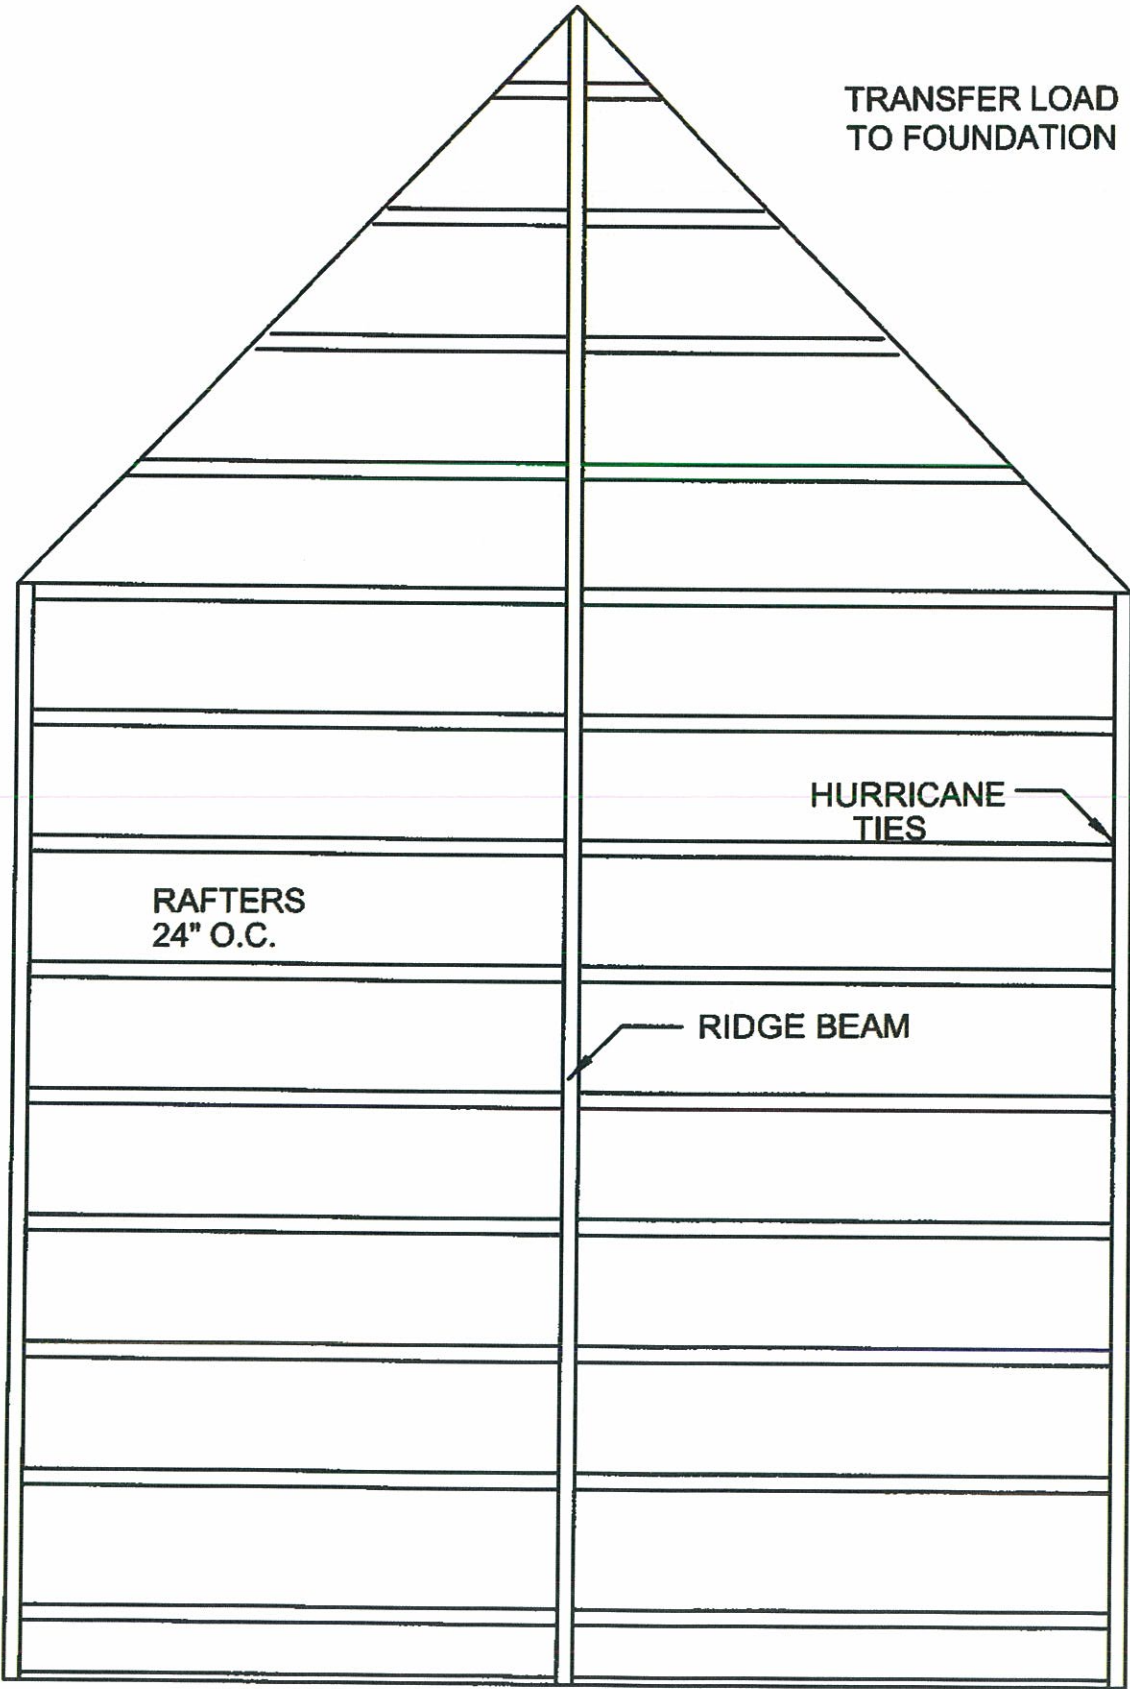 TRANSFER LOAD
TO FOUNDATION
HURRICANE
TIES
RAFTERS
24" O.C.
RIDGE BEAM